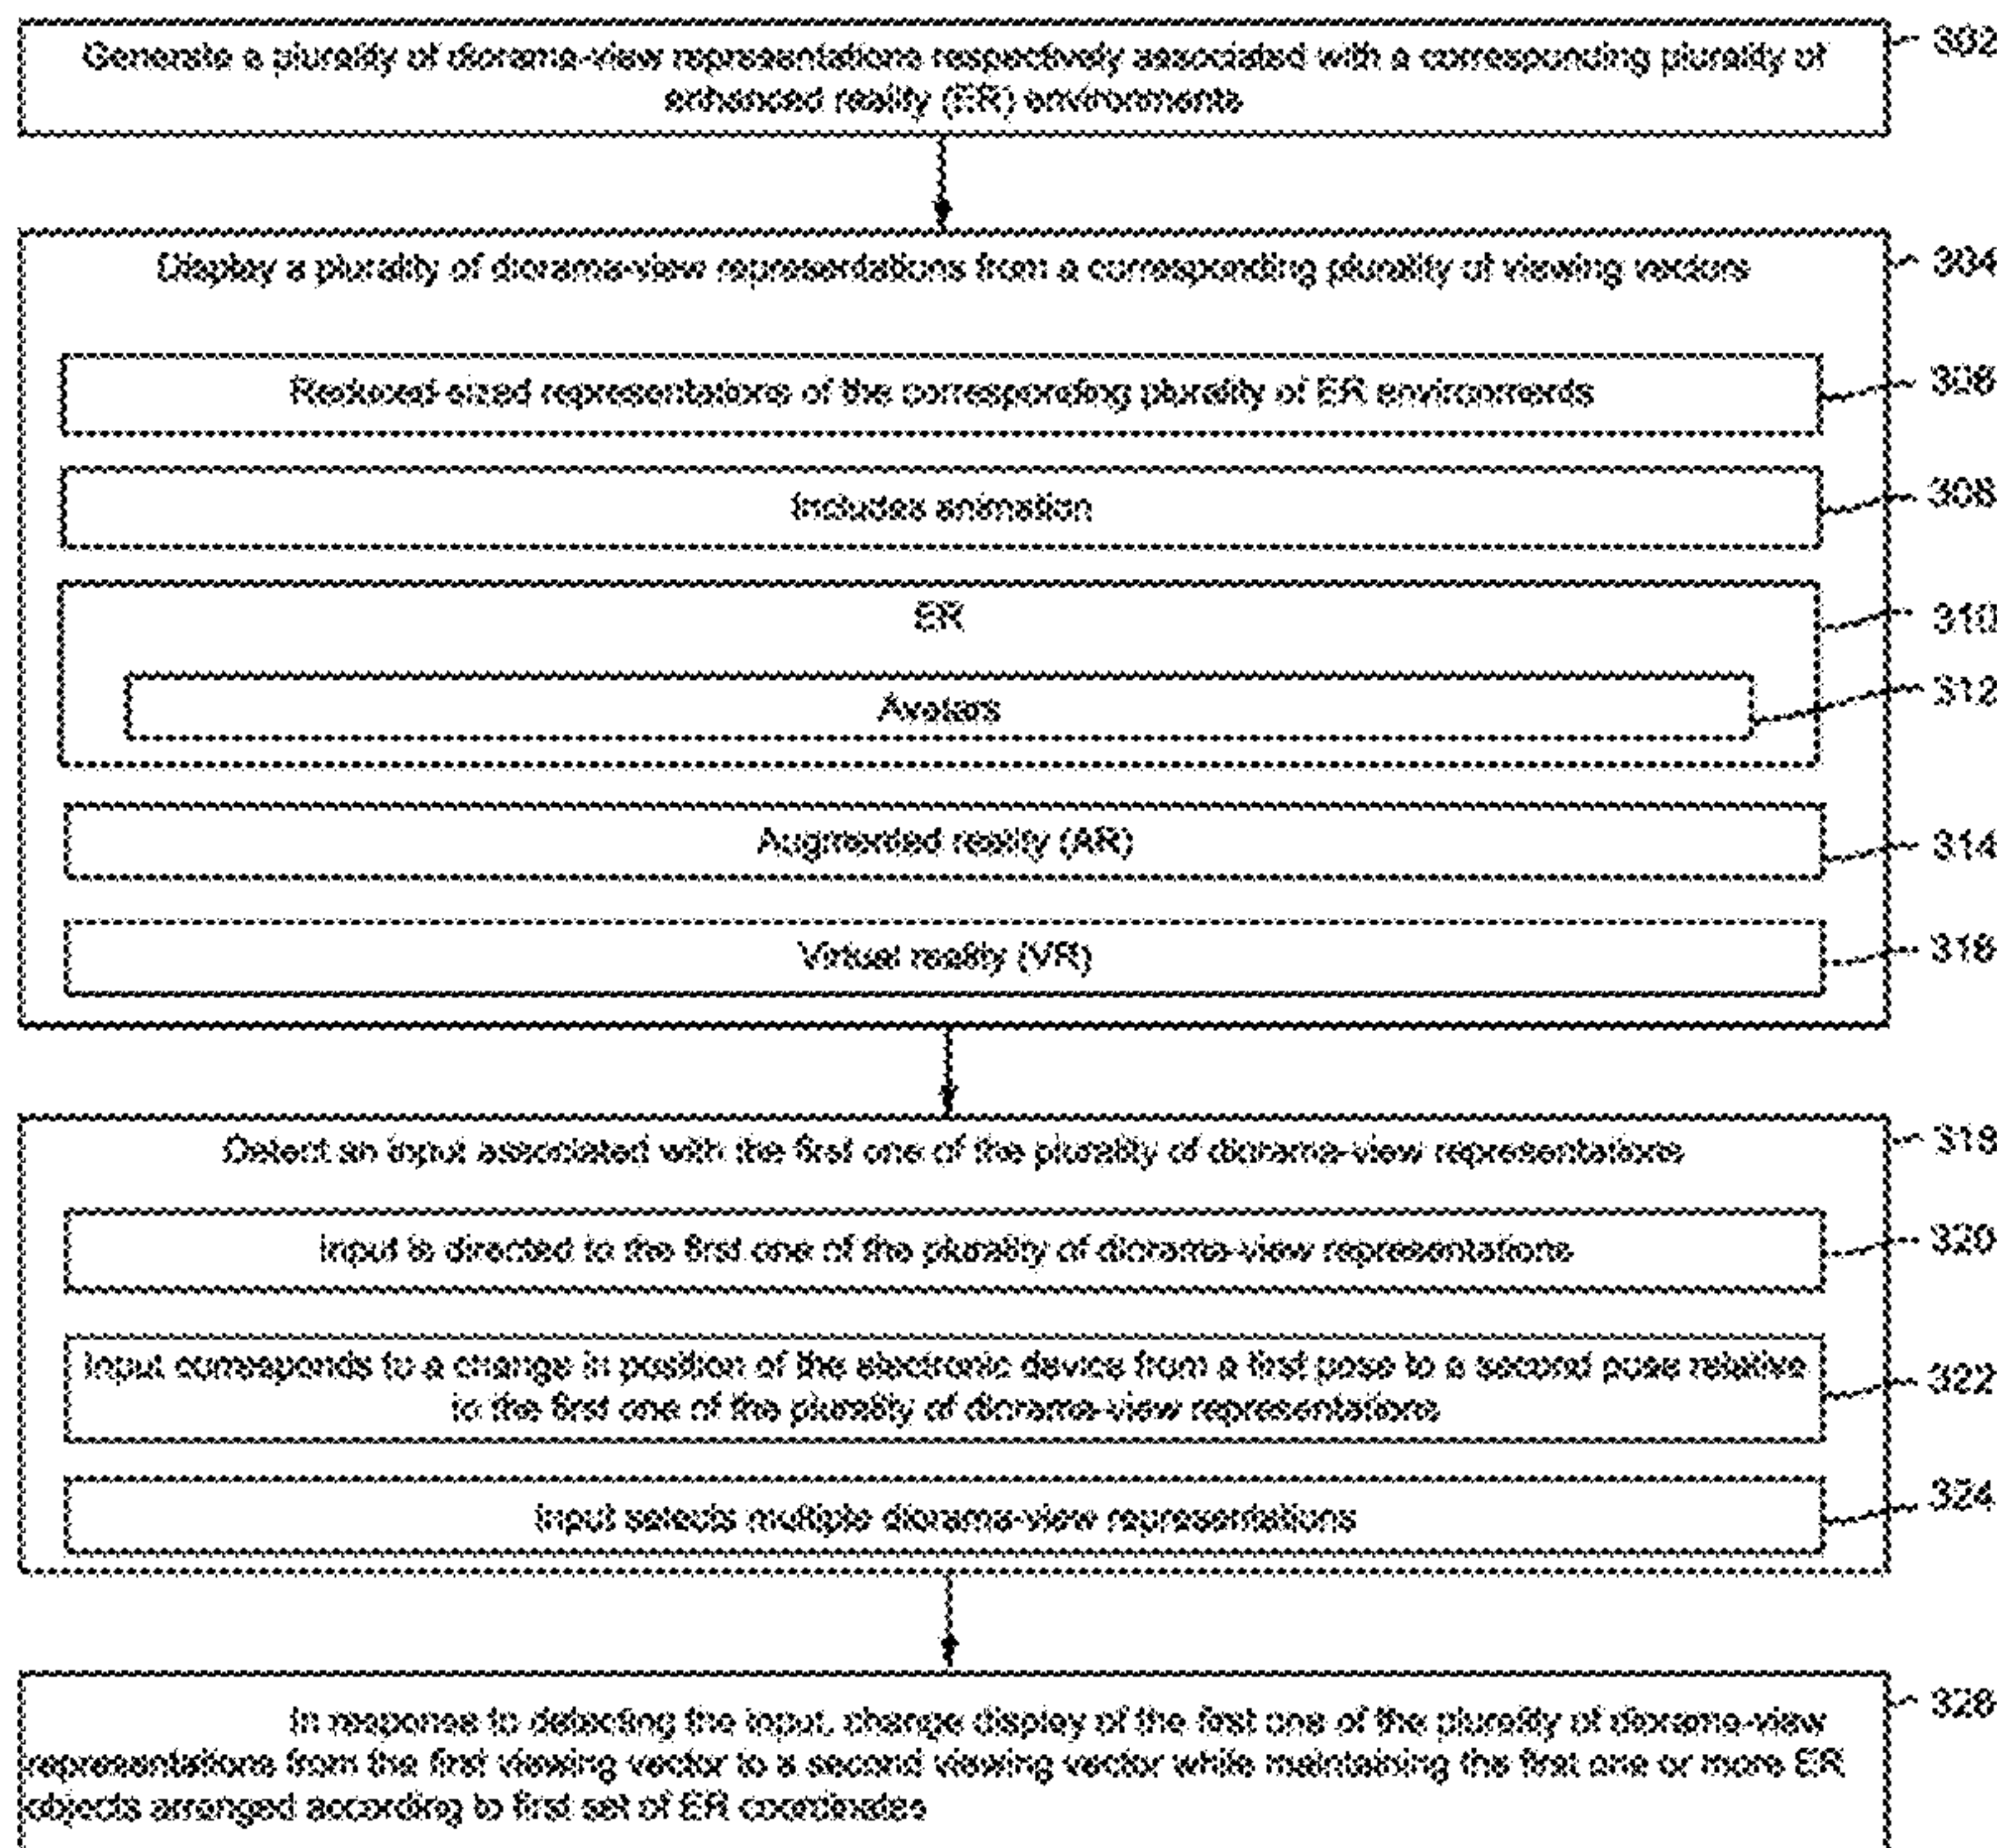 Generate a plurality of diorama-view representations respectively associated with a corresponding plurality of
enhanced reality (ER) environments
302
Display a plurality of diorama-view representations from a corresponding plurality of viewing vectors
304
Reduced-sized representations of the corresponding plurality of ER environments
306
Includes animation
308
ER
310
Avatars
312
Augmented reality (AR)
314
Virtual reality (VR)
316
Detect an input associated with the first one of the plurality of diorama-view representations
318
Input is directed to the first one of the plurality of diorama-view representations
320
Input corresponds to a change in position of the electronic device from a first pose to a second pose relative
to the first one of the plurality of diorama-view representations
322
Input selects multiple diorama-view representations
324
In response to detecting the input, change display of the first one of the plurality of diorama-view
representations from the first viewing vector to a second viewing vector while maintaining the first one or more ER
objects arranged according to first set of ER coordinates
326